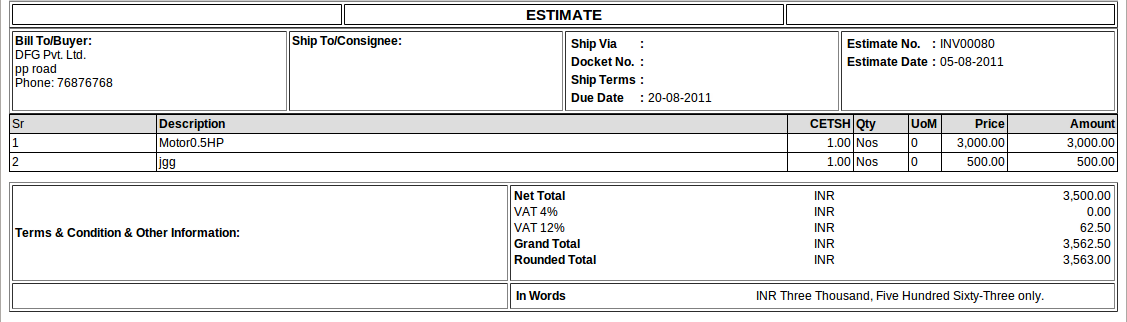 ESTIMATE
Bill To/Buyer:
DFG Pvt. Ltd.
pp road
Phone: 76876768
Ship To/Consignee:
Ship Via :
Docket No. :
Ship Terms :
Due Date : 20-08-2011
Estimate No. : INV00080
Estimate Date : 05-08-2011
Sr Description CETSH Qty UoM Price Amount
1 Motor0.5HP 1.00 Nos 0 3,000.00 3,000.00
2 jgg 1.00 Nos 0 500.00 500.00
Terms & Condition & Other Information:
Net Total INR 3,500.00
VAT 4% INR 0.00
VAT 12% INR 62.50
Grand Total INR 3,562.50
Rounded Total INR 3,563.00
In Words INR Three Thousand, Five Hundred Sixty-Three only.